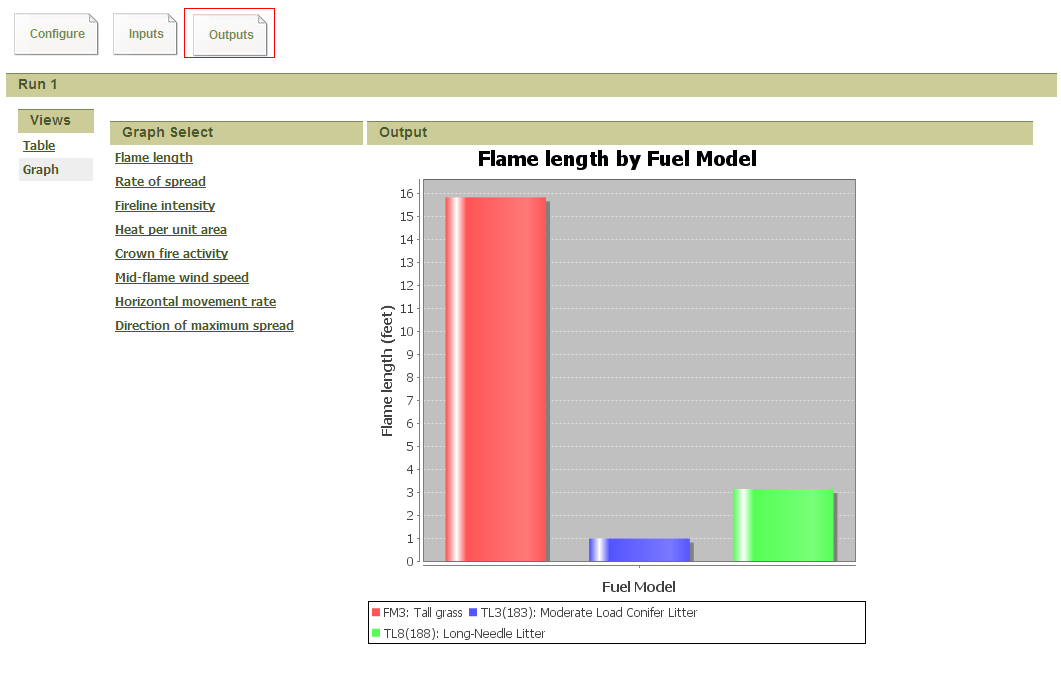 Configure
Inputs
Outputs
Run 1
Views
Table
Graph
Graph Select
Flame length
Rate of spread
Fireline intensity
Heat per unit area
Crown fire activity
Mid-flame wind speed
Horizontal movement rate
Direction of maximum spread
Output
Flame length by Fuel Model
Flame length (feet)
16
15
14
13
12
11
10
9
8
7
6
5
4
3
2
1
0
Fuel Model
FM3: Tall grass TL3(183): Moderate Load Conifer Litter
TL8(188): Long-Needle Litter